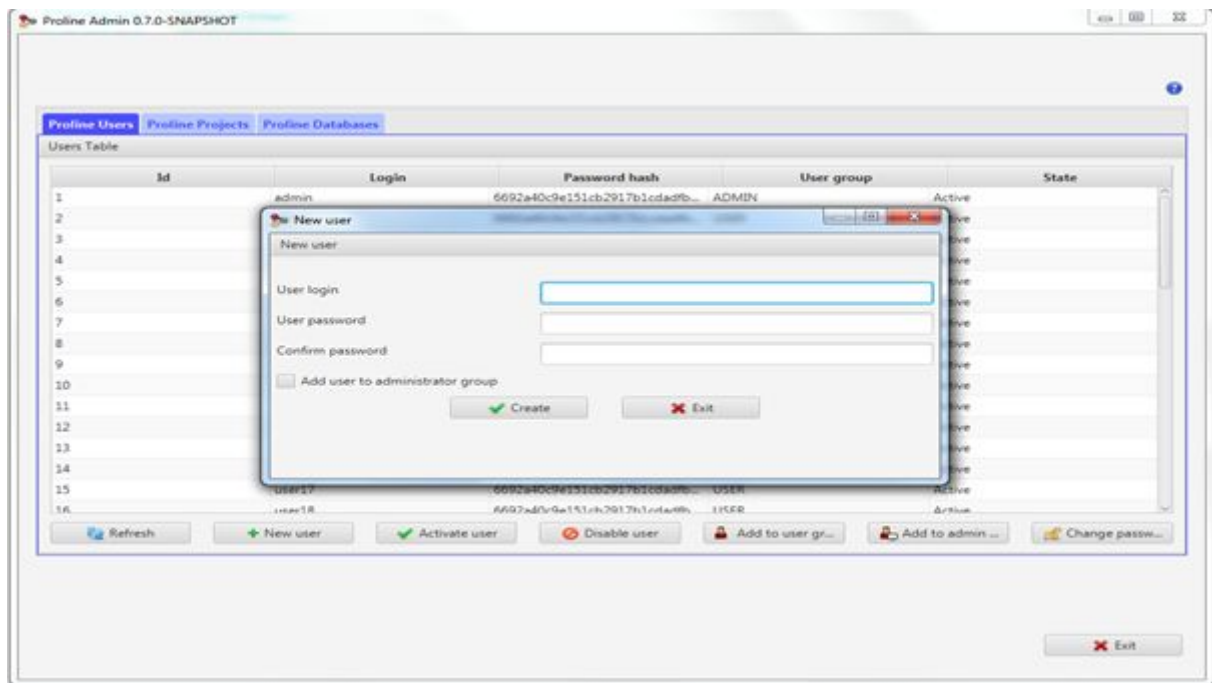 Proline Admin 0.7.0-SNAPSHOT
Proline Users Proline Projects Proline Databases
Users Table
Id Login Password hash User group State
1 admin 6692a40c9e151cb2917b1cdadfb... ADMIN Active
2
3
4
5
6
7
8
9
10
11
12
13
14
15 user17 6692a40c9e151cb2917b1cdadfb... USER Active
16 user18 6692a40c9e151cb2917b1cdadfb... USER Active
New user
New user
User login
User password
Confirm password
Add user to administrator group
Create Exit
Refresh New user Activate user Disable user Add to user gr... Add to admin ... Change passw...
Exit